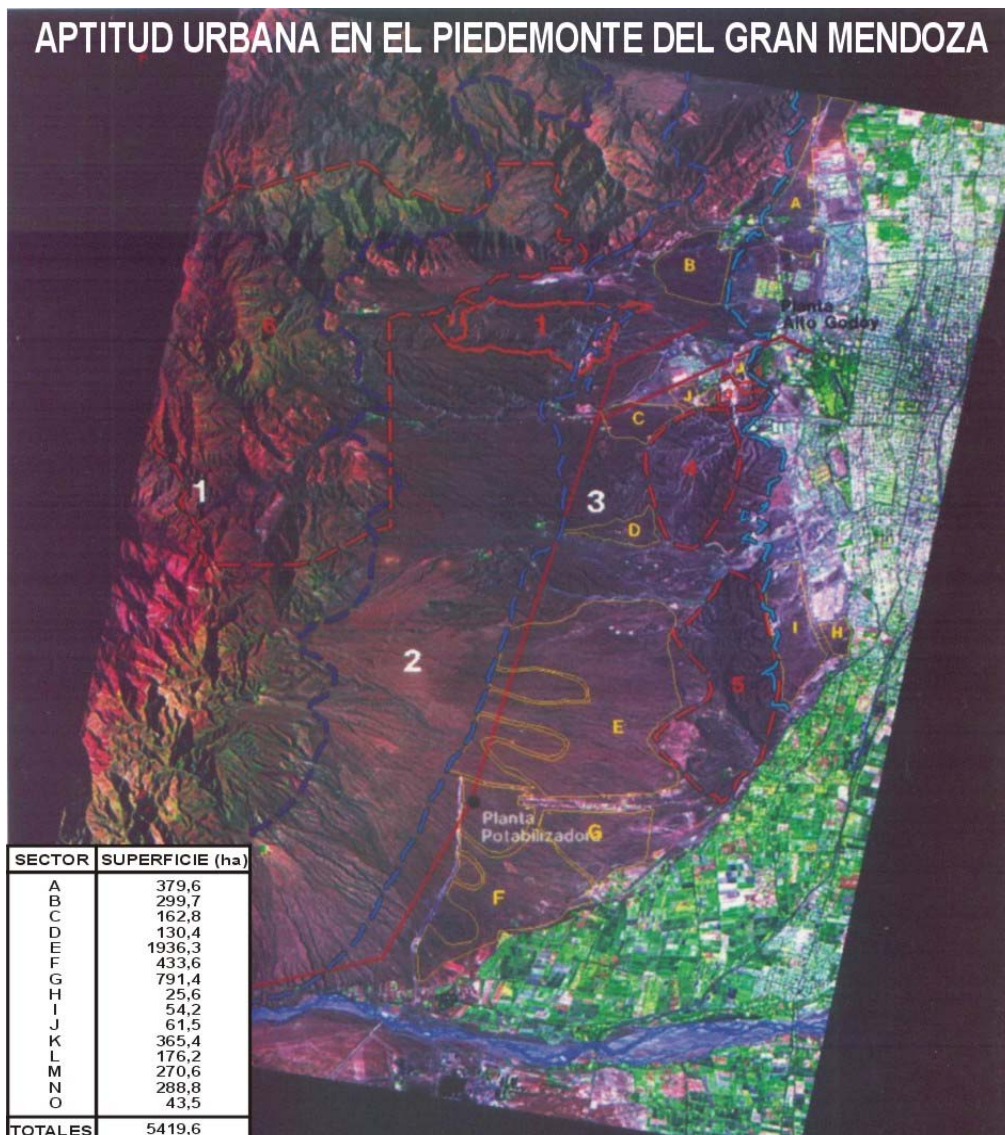 APTITUD URBANA EN EL PIEDEMONTE DEL GRAN MENDOZA
A
B
I
6
1
Planta
Alto Godoy
J
J
C
4
1
3
D
I
H
2
5
E
Planta
Potabilizadora
G
F
SECTOR SUPERFICIE (ha)
A 379,6
B 299,7
C 162,8
D 130,4
E 1936,3
F 433,6
G 791,4
H 25,6
I 54,2
J 61,5
K 365,4
L 176,2
M 270,6
N 288,8
O 43,5
TOTALES 5419,6